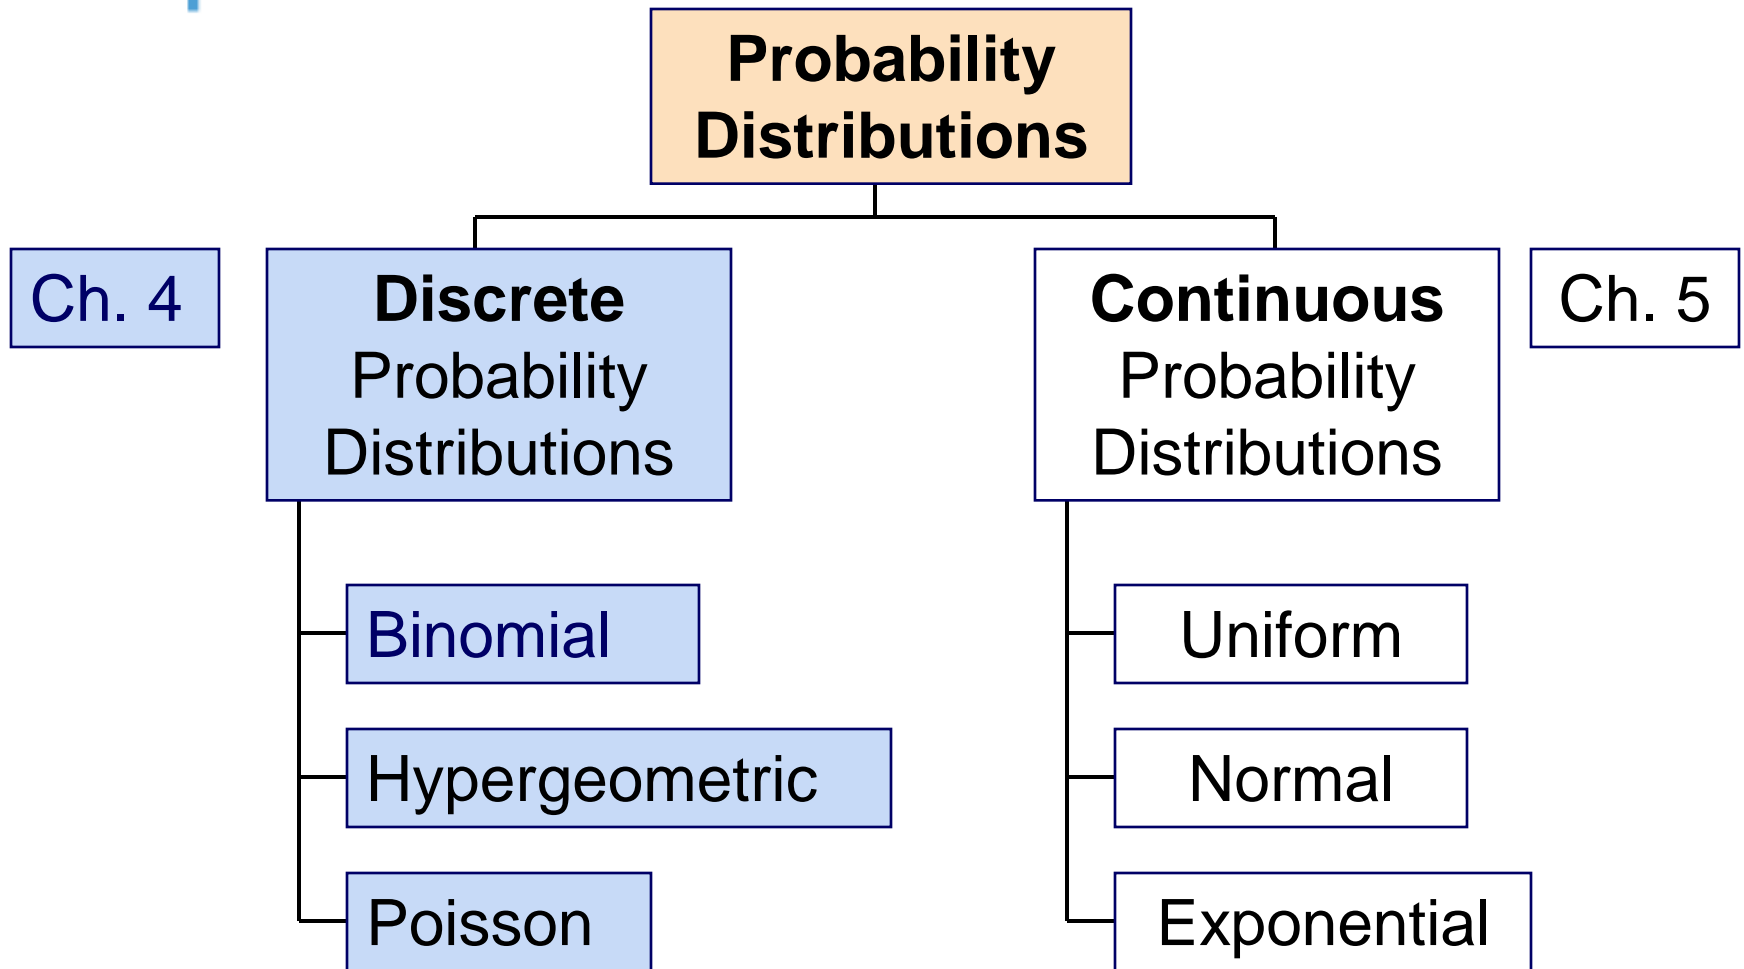 Probability
Distributions
Ch. 4
Discrete
Probability
Distributions
Continuous
Probability
Distributions
Ch. 5
Binomial
Hypergeometric
Poisson
Uniform
Normal
Exponential